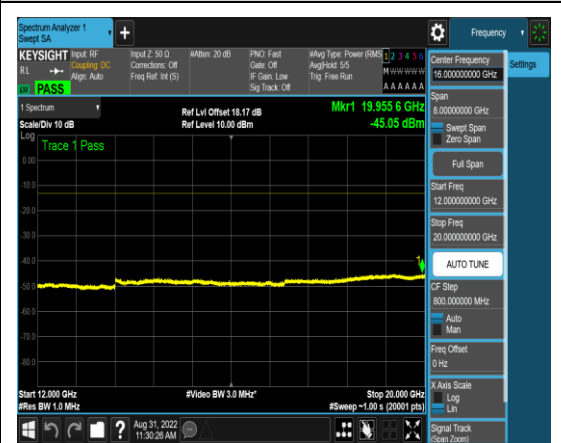 Spectrum Analyzer 1
Swept SA
Frequency
KEYSIGHT
Input: RF
Coupling: DC
Align: Auto
Input Z: 50 Ω
Corrections: Off
Freq Ref: Int (S)
#Atten: 20 dB
PNO: Fast
Gate: Off
IF Gain: Low
Sig Track: Off
#Avg Type: Power (RMS
Avg|Hold: 5/5
Trig: Free Run
1 2 3 4 5 6
M W W W W W
A A A A A A
RL
PASS
Center Frequency
16.000000000 GHz
Settings
1 Spectrum
Scale/Div 10 dB
Ref Lvl Offset 18.17 dB
Ref Level 10.00 dBm
Mkr1 19.955 6 GHz
-45.05 dBm
Log
Trace 1 Pass
0.00
-10.0
-20.0
-30.0
-40.0
-50.0
-60.0
-70.0
-80.0
1
Span
8.00000000 GHz
Swept Span
Zero Span
Full Span
Start Freq
12.000000000 GHz
Stop Freq
20.000000000 GHz
AUTO TUNE
CF Step
800.000000 MHz
Auto
Man
Freq Offset
0 Hz
X Axis Scale
Log
Lin
Signal Track
(Span Zoom)
Start 12.000 GHz
#Res BW 1.0 MHz
#Video BW 3.0 MHz*
Stop 20.000 GHz
#Sweep ~1.00 s (20001 pts)
?
Aug 31, 2022
11:30:26 AM